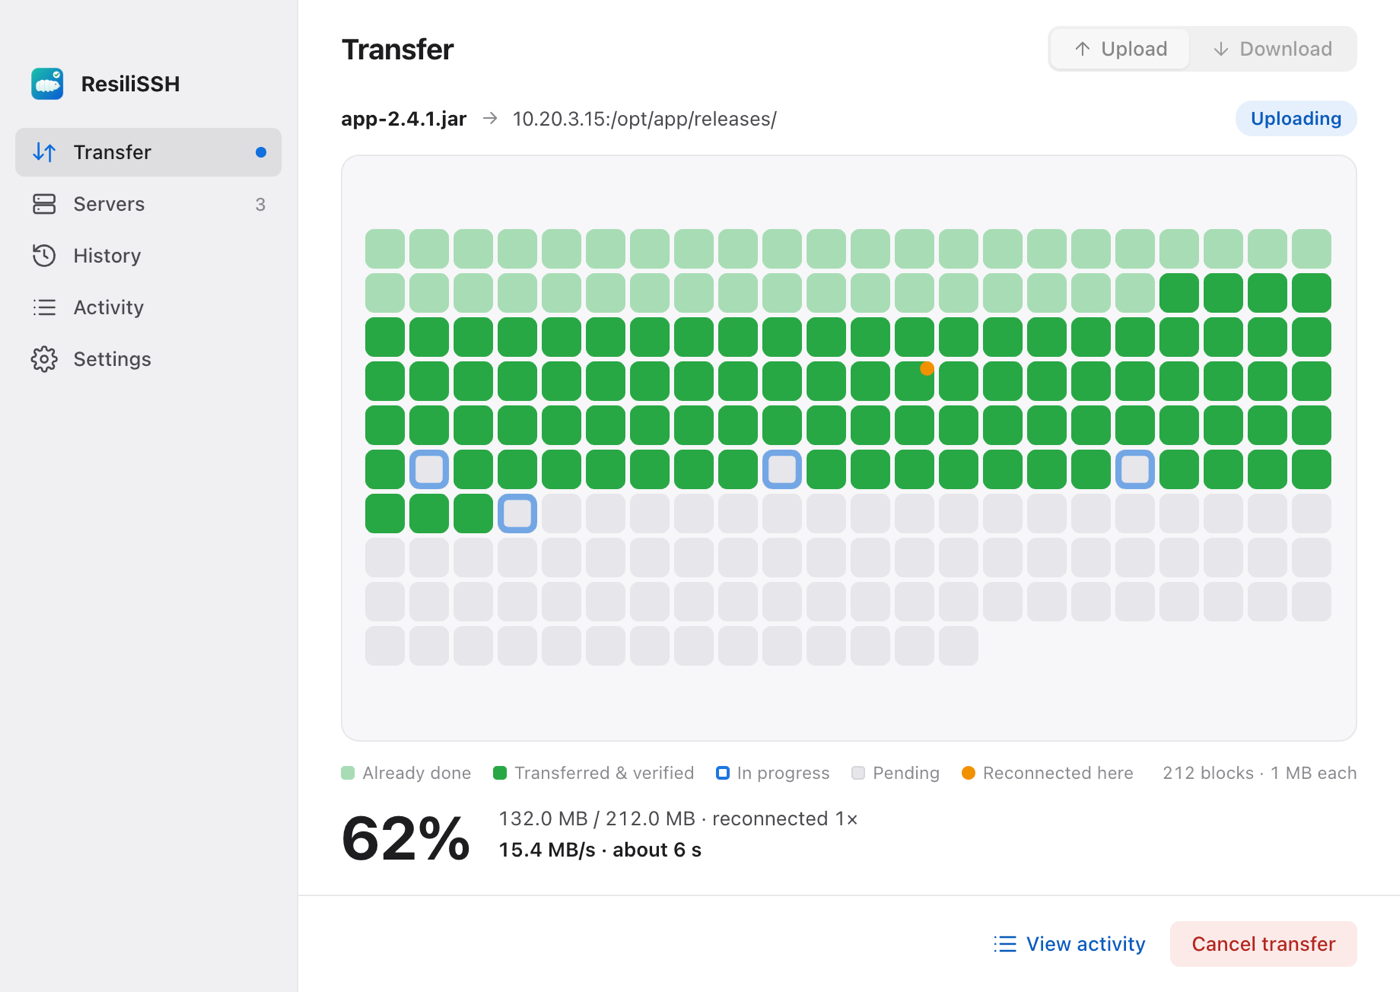 ResiliSSH
Transfer
Servers 3
History
Activity
Settings
Transfer
Upload Download
app-2.4.1.jar → 10.20.3.15:/opt/app/releases/ Uploading
Already done Transferred & verified In progress Pending Reconnected here 212 blocks · 1 MB each
62%
132.0 MB / 212.0 MB · reconnected 1×
15.4 MB/s · about 6 s
View activity Cancel transfer